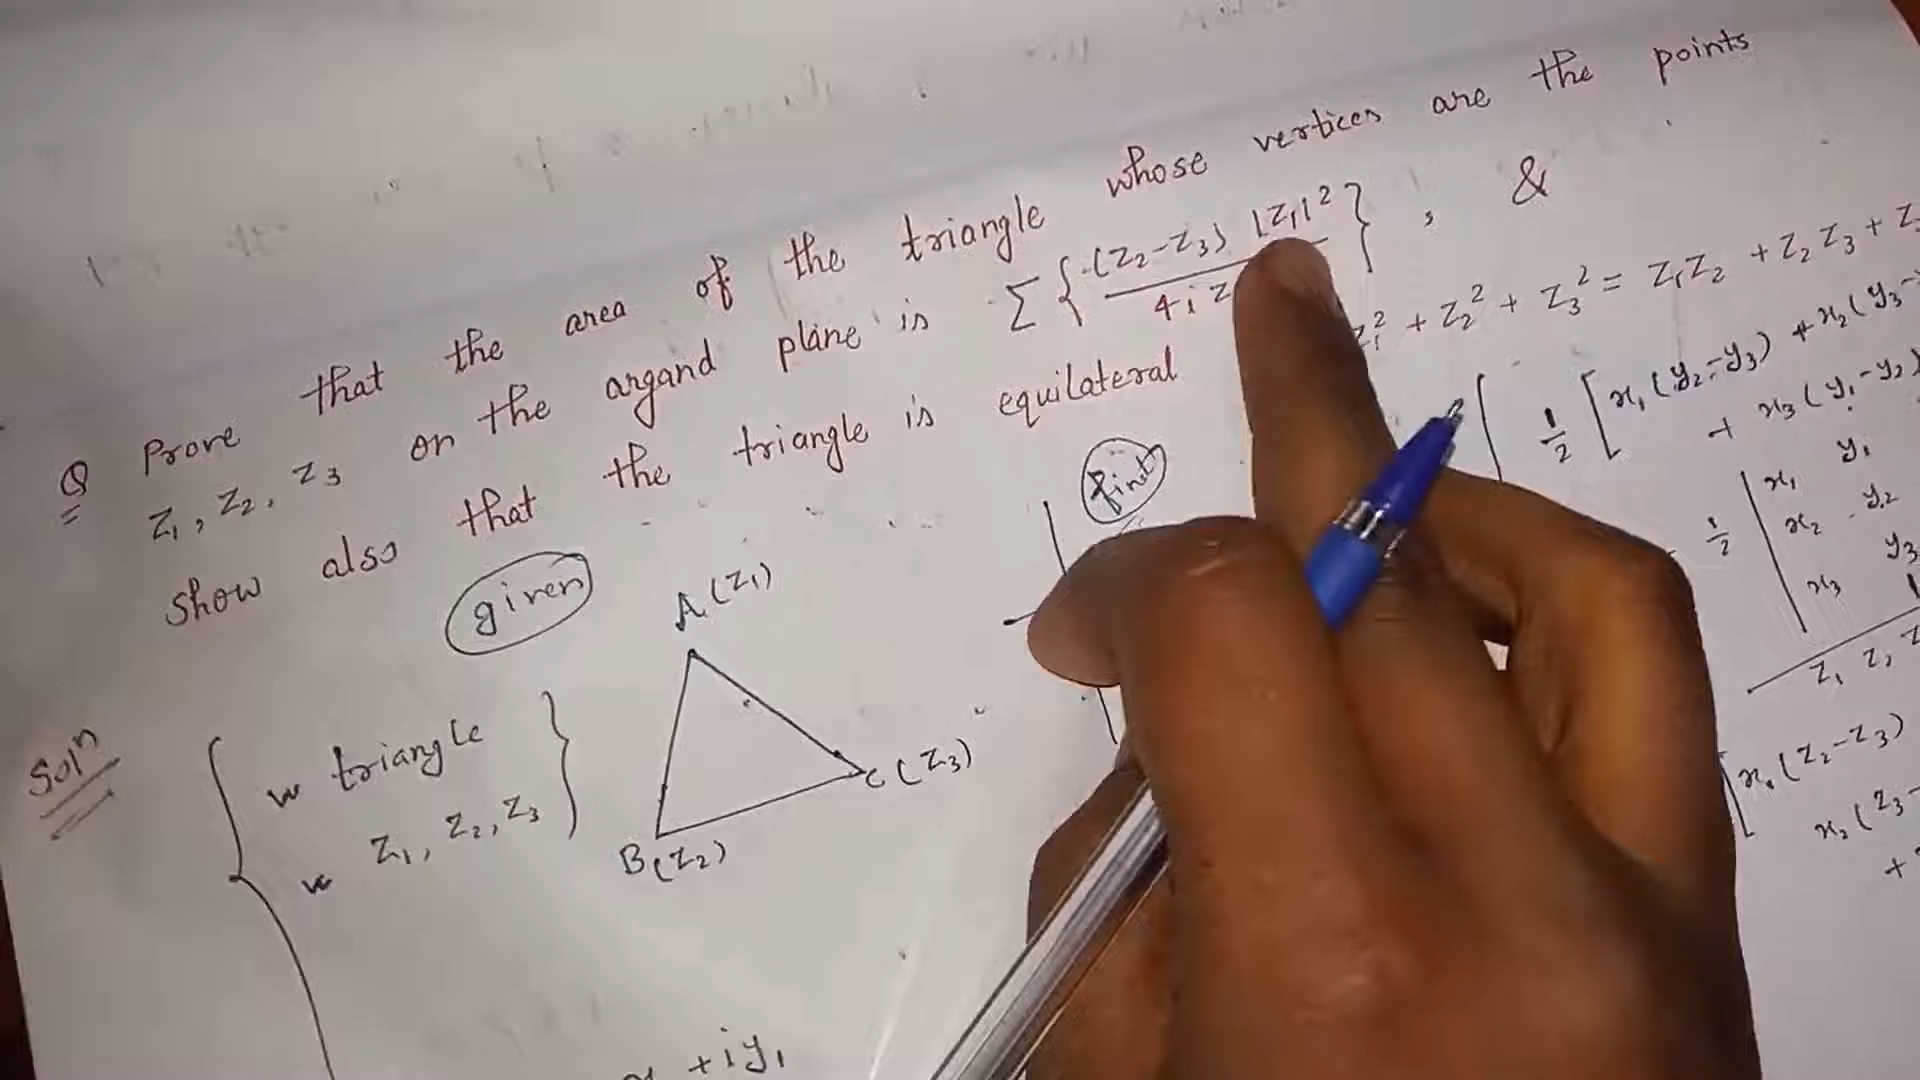 Q Prove that the area of the triangle whose vertices are the points
Z1, Z2, Z3 on the argand plane is Σ { (Z2-Z3) |Z1|² / 4iZ } , &
show also that the triangle is equilateral Z1² + Z2² + Z3² = Z1Z2 + Z2Z3 + Z
given
find
Soln
triangle
Z1, Z2, Z3
A (Z1)
B (Z2)
C (Z3)
+iy1
1/2 [ x1(y2-y3) + x2(y3-
+ x3(y1-y2)
1/2 | x1 y1
x2 y2
x3 y3
Z1 Z2 Z
x1(Z2-Z3)
x2(Z3-
+